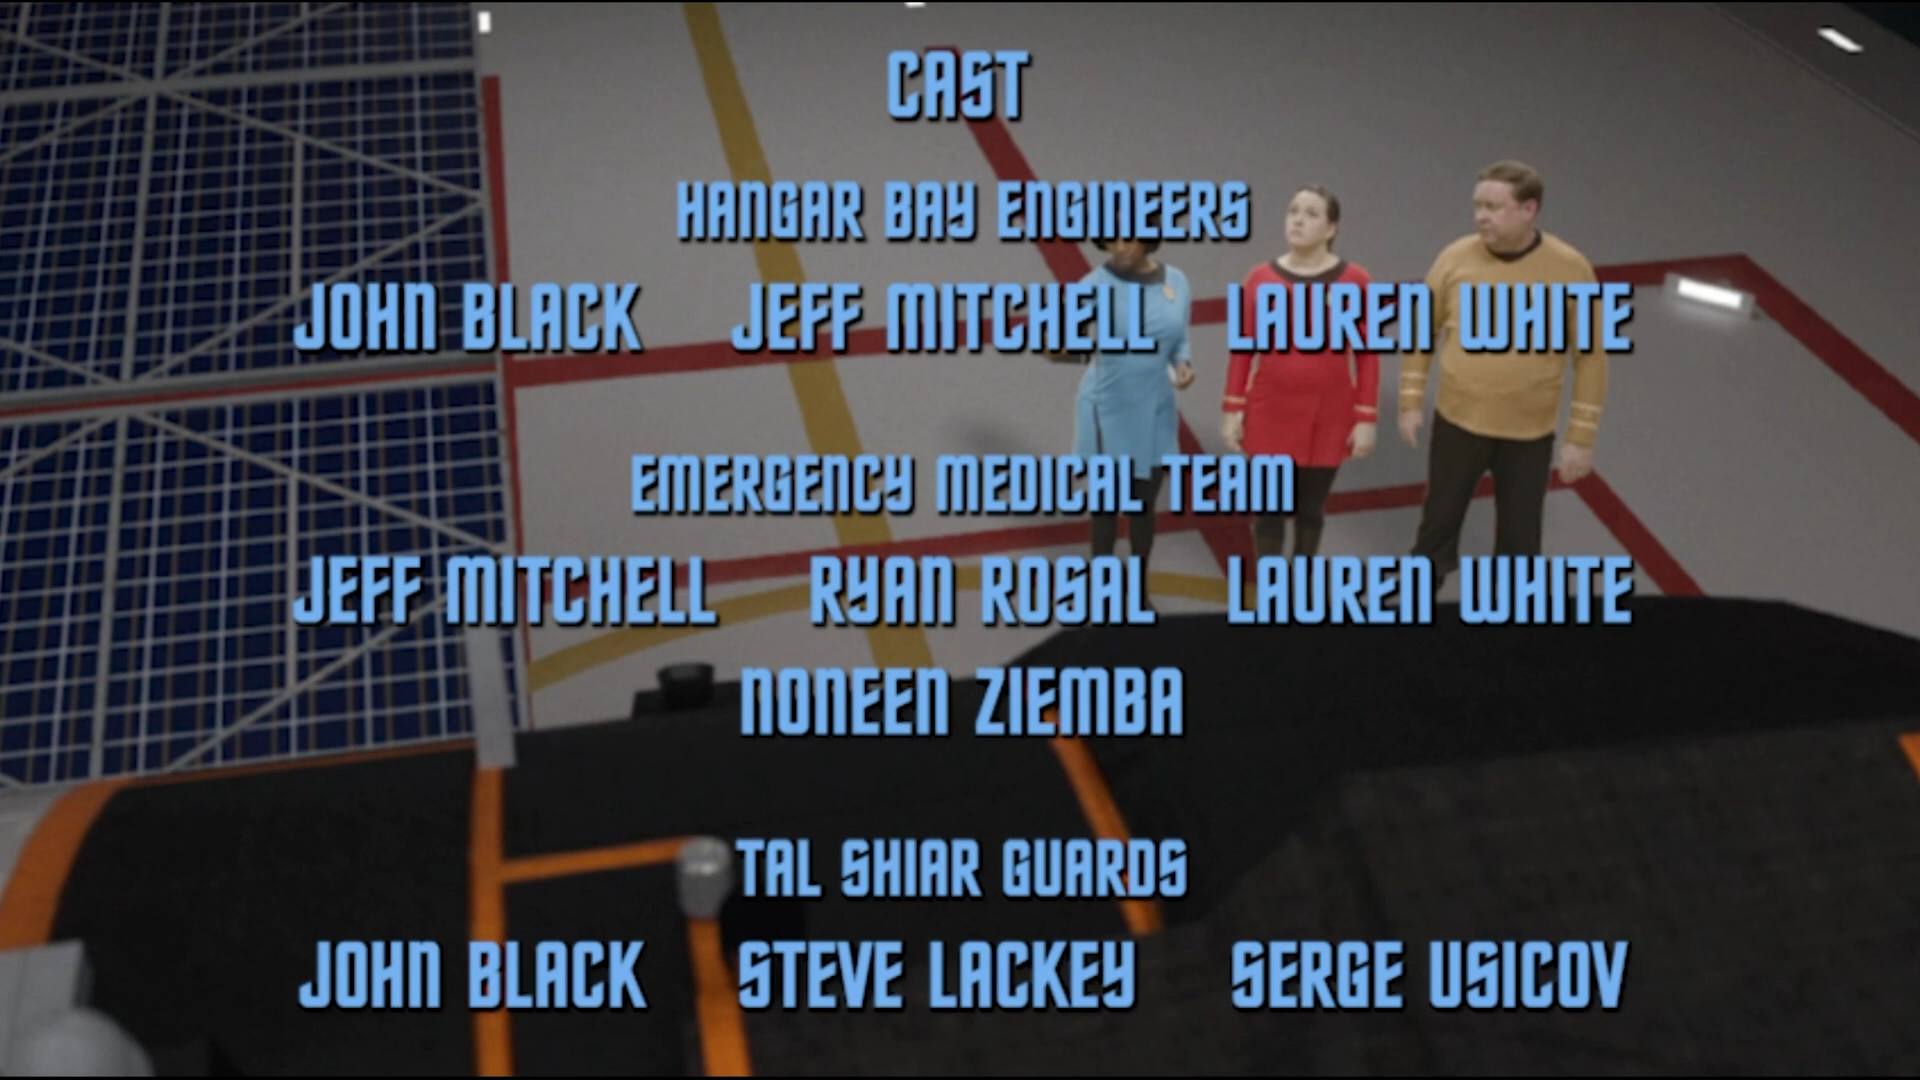 CAST
HANGAR BAY ENGINEERS
JOHN BLACK JEFF MITCHELL LAUREN WHITE
EMERGENCY MEDICAL TEAM
JEFF MITCHELL RYAN ROSAL LAUREN WHITE
NONEEN ZIEMBA
TAL SHIAR GUARDS
JOHN BLACK STEVE LACKEY SERGE USICOV